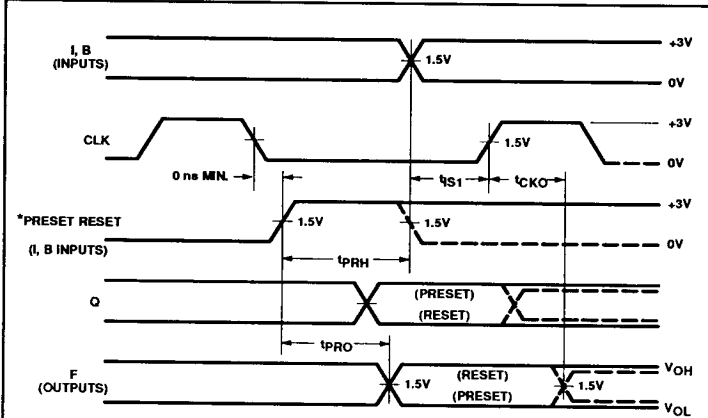 I, B
(INPUTS)
1.5V
+3V
0V
CLK
0 ns MIN.
1.5V
+3V
0V
tIS1
tCKO
*PRESET RESET
(I, B INPUTS)
1.5V
1.5V
+3V
0V
tPRH
Q
(PRESET)
(RESET)
tPRO
F
(OUTPUTS)
1.5V
(RESET)
(PRESET)
1.5V
VOH
VOL